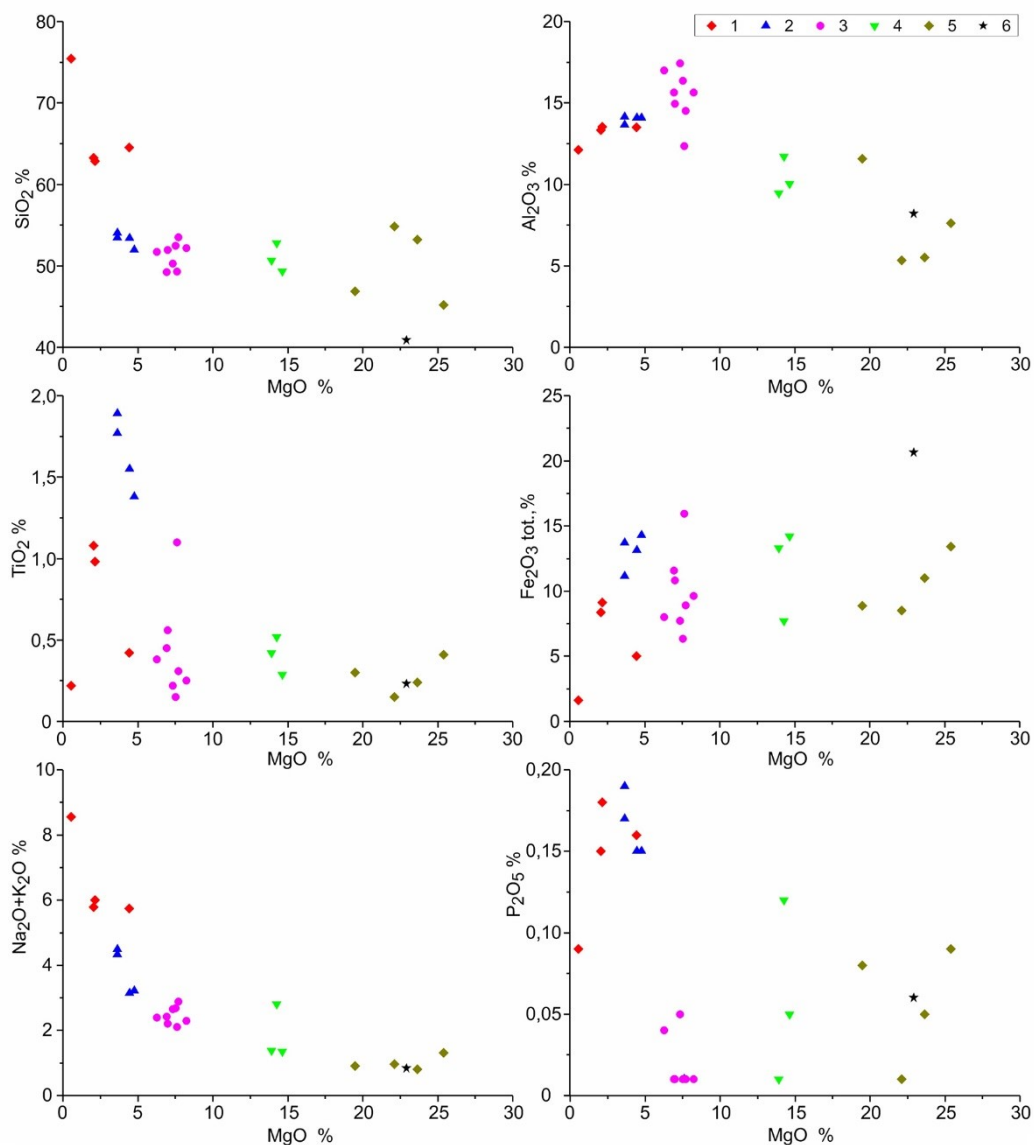 1 2 3 4 5 6
80
70
60
50
40
SiO₂ %
0 5 10 15 20 25 30
MgO %
20
15
10
5
0
Al₂O₃ %
0 5 10 15 20 25 30
MgO %
2,0
1,5
1,0
0,5
0
TiO₂ %
0 5 10 15 20 25 30
MgO %
25
20
15
10
5
0
Fe₂O₃ tot.,%
0 5 10 15 20 25 30
MgO %
10
8
6
4
2
0
Na₂O+K₂O %
0 5 10 15 20 25 30
MgO %
0,20
0,15
0,10
0,05
0
P₂O₅ %
0 5 10 15 20 25 30
MgO %